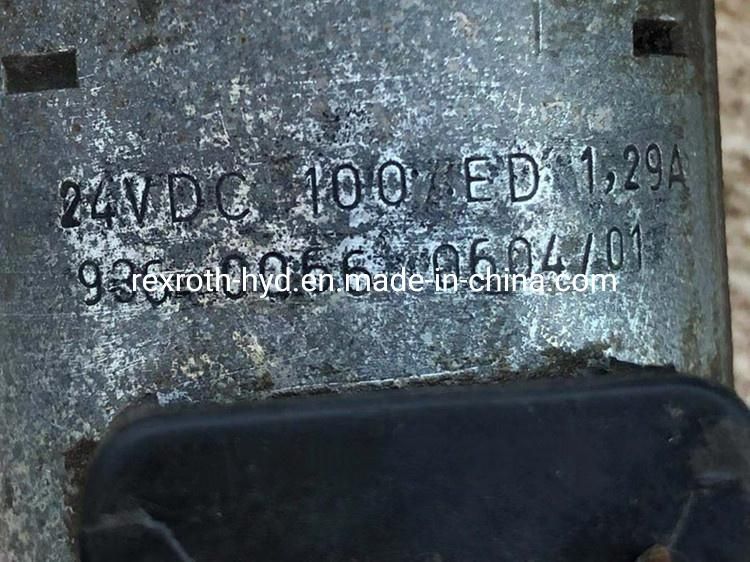 24VDC 100% ED 1,29A
0604/01
rexroth-hyd.en.made-in-china.com